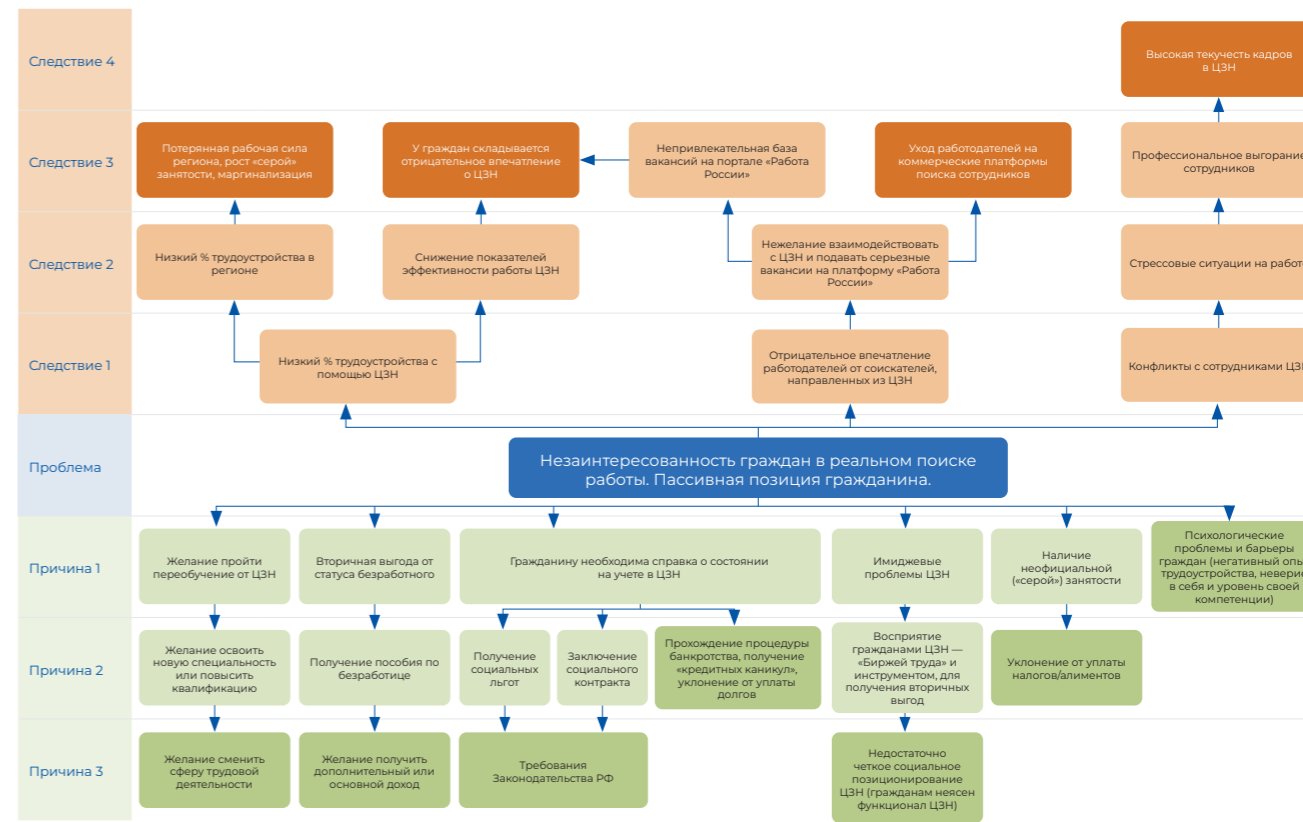 Следствие 4
Высокая текучесть кадров
в ЦЗН
Следствие 3
Потерянная рабочая сила
региона, рост «серой»
занятости, маргинализация
У граждан складывается
отрицательное впечатление
о ЦЗН
Непривлекательная база
вакансий на портале «Работа
России»
Уход работодателей на
коммерческие платформы
поиска сотрудников
Профессиональное выгорание
сотрудников
Следствие 2
Низкий % трудоустройства в
регионе
Снижение показателей
эффективности работы ЦЗН
Нежелание взаимодействовать
с ЦЗН и подавать серьезные
вакансии на платформу «Работа
России»
Стрессовые ситуации на работ
Следствие 1
Низкий % трудоустройства с
помощью ЦЗН
Отрицательное впечатление
работодателей от соискателей,
направленных из ЦЗН
Конфликты с сотрудниками ЦЗН
Проблема
Незаинтересованность граждан в реальном поиске
работы. Пассивная позиция гражданина.
Причина 1
Желание пройти
переобучение от ЦЗН
Вторичная выгода от
статуса безработного
Гражданину необходима справка о состоянии
на учете в ЦЗН
Имиджевые
проблемы ЦЗН
Наличие
неофициальной
(«серой») занятости
Психологические
проблемы и барьеры
граждан (негативный опы
трудоустройства, неверие
в себя и уровень своей
компетенции)
Причина 2
Желание освоить
новую специальность
или повысить
квалификацию
Получение пособия по
безработице
Получение
социальных
льгот
Заключение
социального
контракта
Прохождение процедуры
банкротства, получение
«кредитных каникул»,
уклонение от уплаты
долгов
Восприятие
гражданами ЦЗН —
«Биржей труда» и
инструментом, для
получения вторичных
выгод
Уклонение от уплаты
налогов/алиментов
Причина 3
Желание сменить
сферу трудовой
деятельности
Желание получить
дополнительный или
основной доход
Требования
Законодательства РФ
Недостаточно
четкое социальное
позиционирование
ЦЗН (гражданам неясен
функционал ЦЗН)